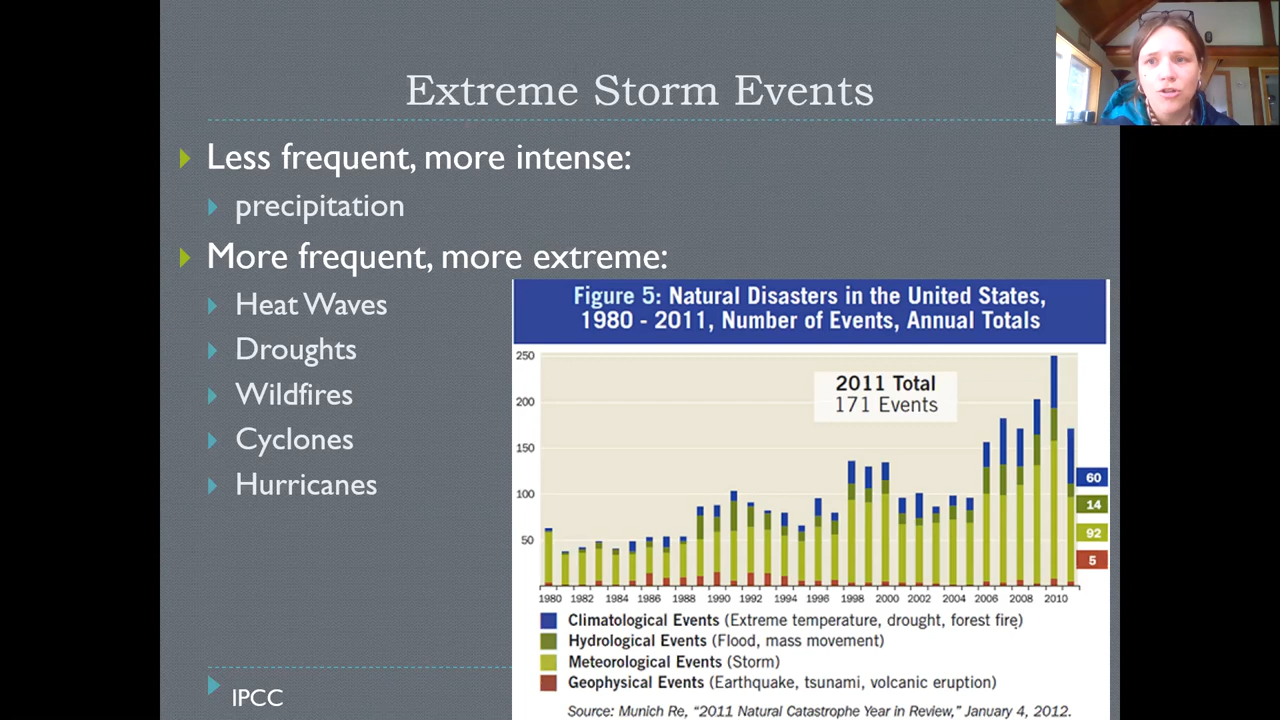 Extreme Storm Events
Less frequent, more intense:
precipitation
More frequent, more extreme:
Heat Waves
Droughts
Wildfires
Cyclones
Hurricanes
IPCC
Figure 5: Natural Disasters in the United States,
1980 - 2011, Number of Events, Annual Totals
250
200
150
100
50
2011 Total
171 Events
60
14
92
5
1980 1982 1984 1986 1988 1990 1992 1994 1996 1998 2000 2002 2004 2006 2008 2010
Climatological Events (Extreme temperature, drought, forest fire)
Hydrological Events (Flood, mass movement)
Meteorological Events (Storm)
Geophysical Events (Earthquake, tsunami, volcanic eruption)
Source: Munich Re, "2011 Natural Catastrophe Year in Review," January 4, 2012.